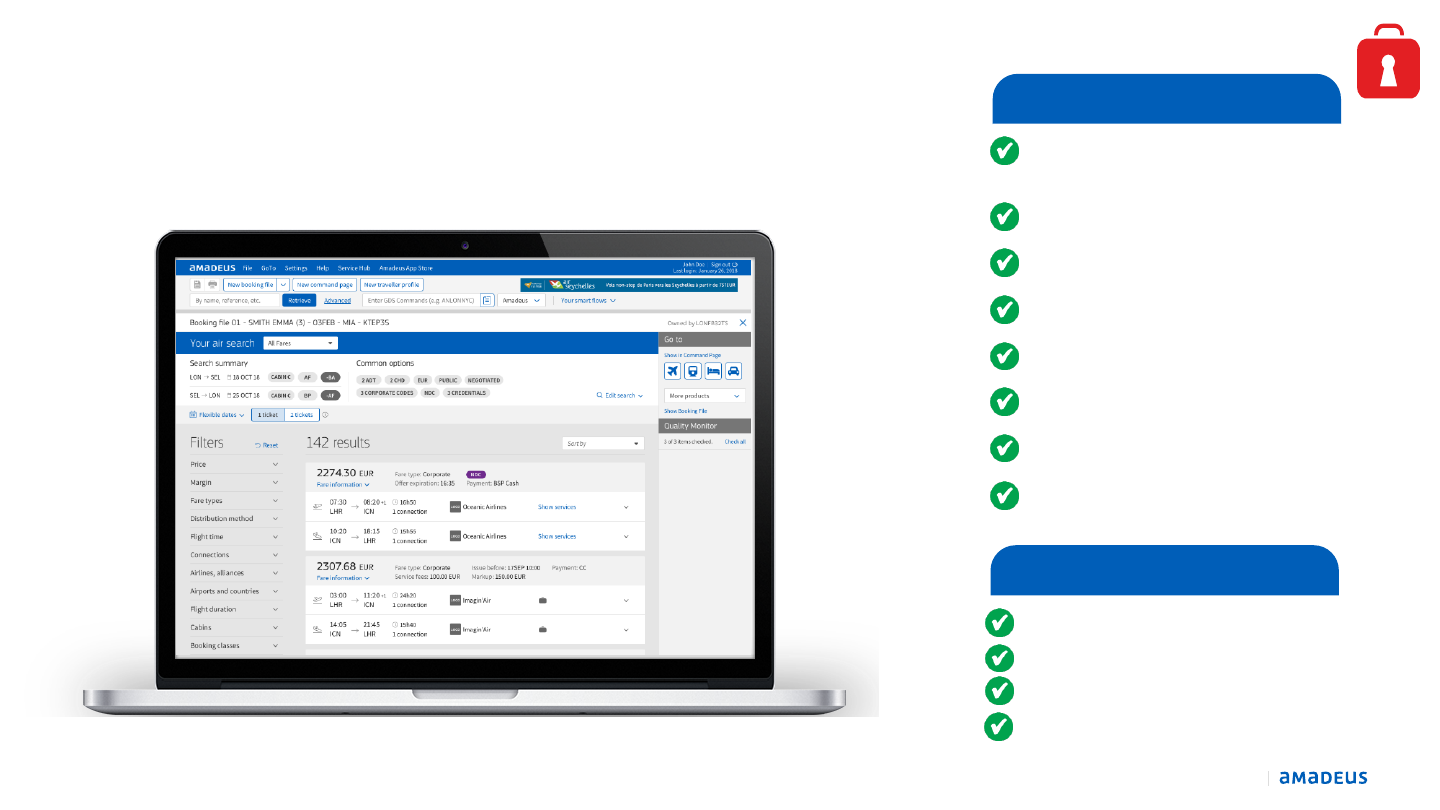 amadeus File GoTo Settings Help Service Hub Amadeus App Store
John Doe Sign out
Last login: January 26, 2018
New booking file New command page New traveller profile
Air Seychelles Vols non-stop de Paris vers les Seychelles à partir de 751EUR
By name, reference, etc. Retrieve Advanced Enter GDS Commands (e.g. ANLONNYC) Amadeus Your smart flows
Booking file 01 – SMITH EMMA (3) – 03FEB – MIA – KTEP3S
Your air search All Fares
Go to
Search summary Common options
Show in Command Page
LON → SEL 18 OCT 18 CABIN C AF
2 ADT 2 CHD EUR PUBLIC NEGOTIATED
SEL → LON 25 OCT 18 CABIN C BP -AF
3 CORPORATE CODES NDC 3 CREDENTIALS
Edit search
More products
Show Booking File
Flexible dates 1 ticket 2 tickets
Quality Monitor
3 of 3 items checked. Check all
Filters Reset 142 results Sort by
Price
Margin
Fare types
Distribution method
Flight time
Connections
Airlines, alliances
Airports and countries
Flight duration
Cabins
Booking classes
2274.30 EUR Fare type: Corporate NDC
Fare information Offer expiration: 16:35 Payment: BSP Cash
07:30 → 08:20 +1 16h50 Oceanic Airlines Show services
LHR ICN 1 connection
10:20 → 18:15 15h55 Oceanic Airlines Show services
ICN LHR 1 connection
2307.68 EUR Fare type: Corporate Issue before: 17SEP 10:00 Payment: CC
Fare information Service fees: 100.00 EUR Markup: 150.00 EUR
03:00 → 11:20 +1 24h20 Imagin'Air
LHR ICN 1 connection
14:05 → 21:45 15h40 Imagin'Air
ICN LHR 1 connection
amadeus